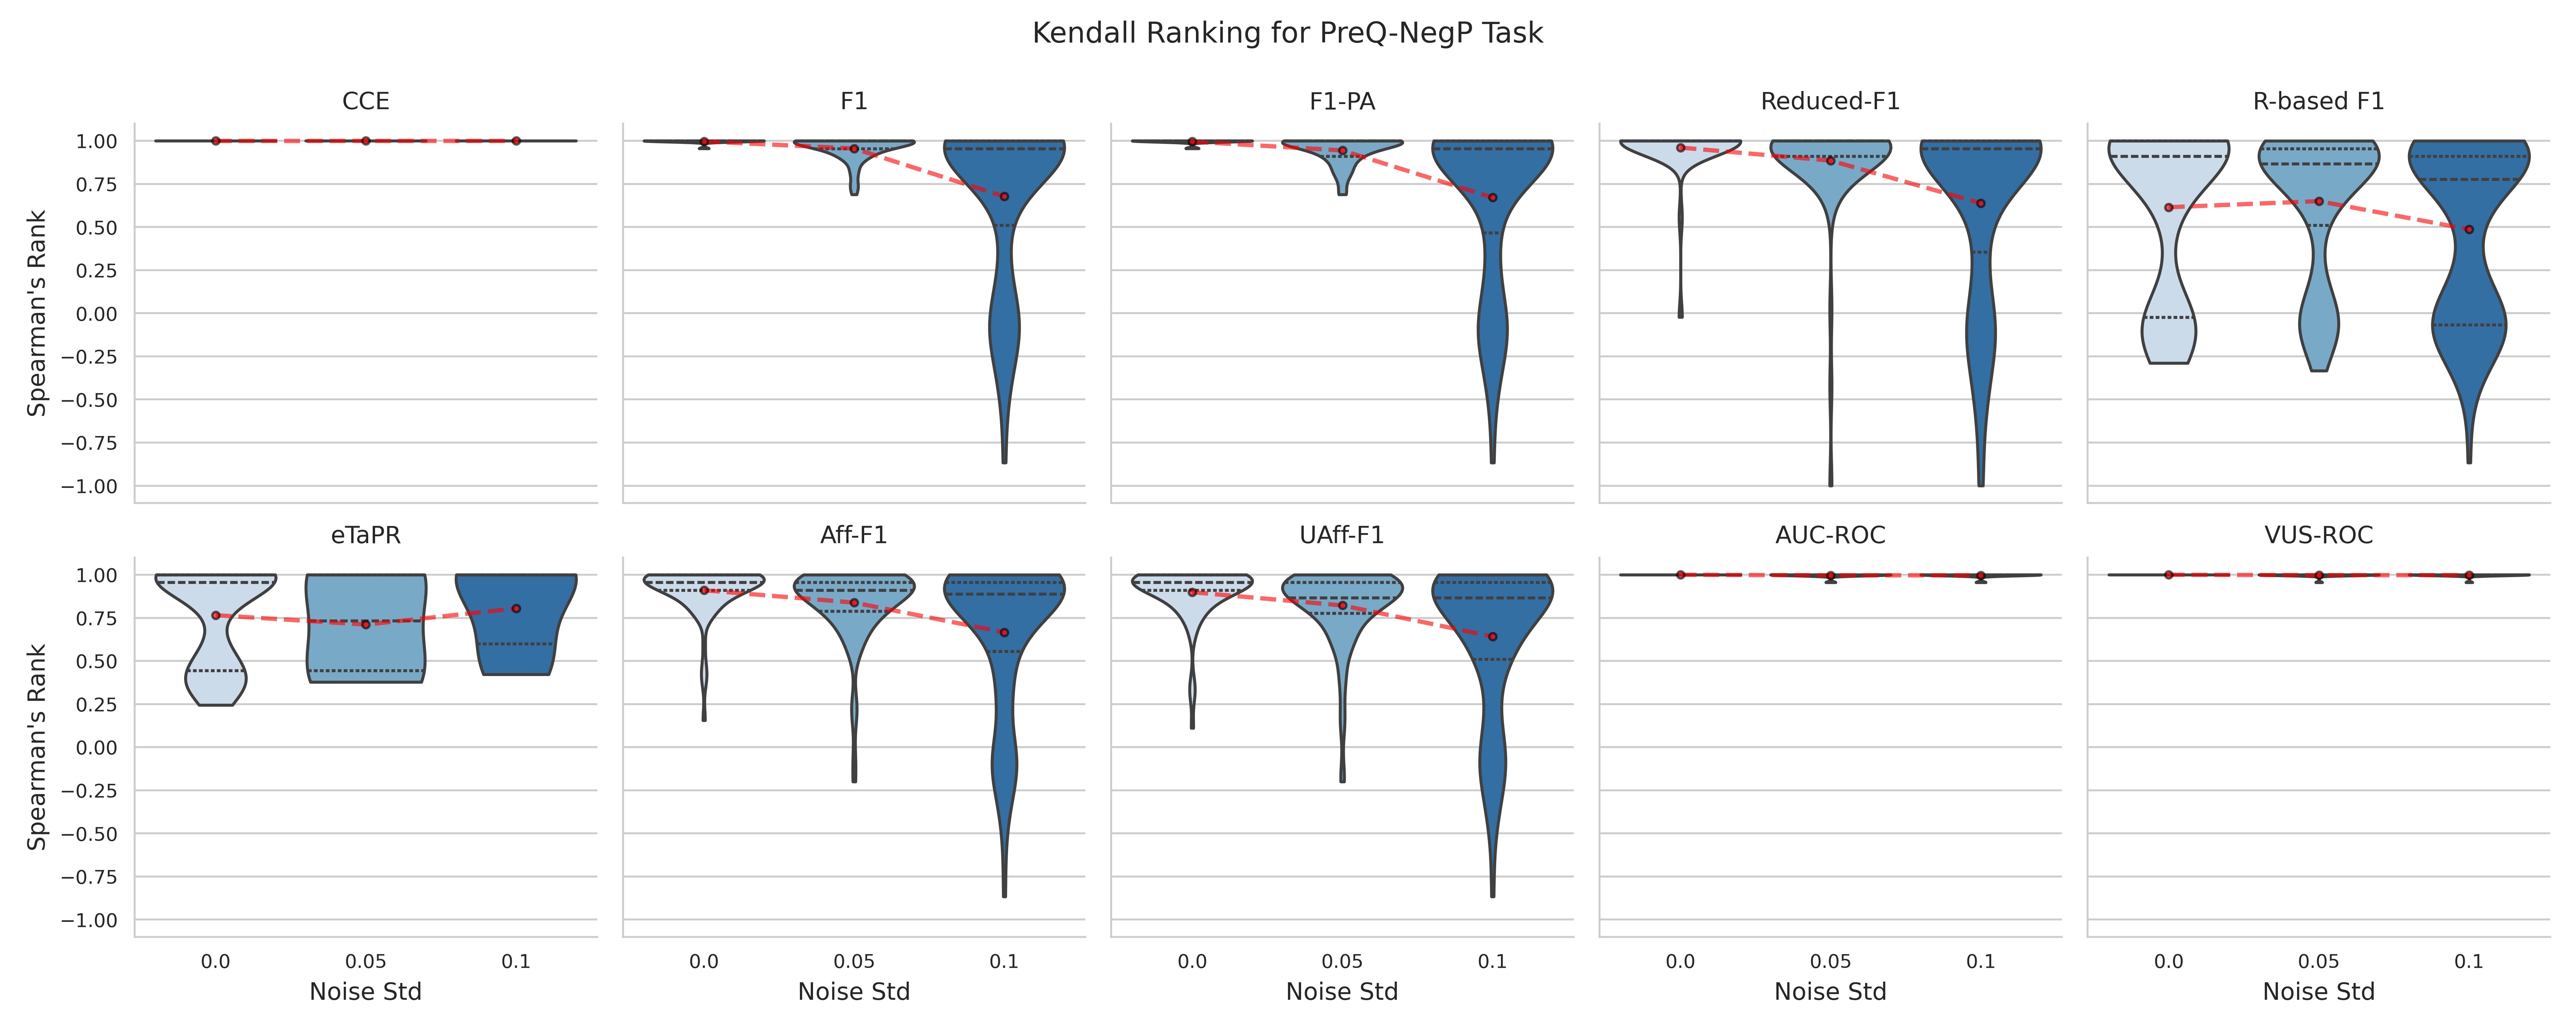 Kendall Ranking for PreQ-NegP Task
CCE
F1
F1-PA
Reduced-F1
R-based F1
Spearman's Rank
1.00
0.75
0.50
0.25
0.00
−0.25
−0.50
−0.75
−1.00
eTaPR
Aff-F1
UAff-F1
AUC-ROC
VUS-ROC
Spearman's Rank
1.00
0.75
0.50
0.25
0.00
−0.25
−0.50
−0.75
−1.00
0.0 0.05 0.1
0.0 0.05 0.1
0.0 0.05 0.1
0.0 0.05 0.1
0.0 0.05 0.1
Noise Std
Noise Std
Noise Std
Noise Std
Noise Std